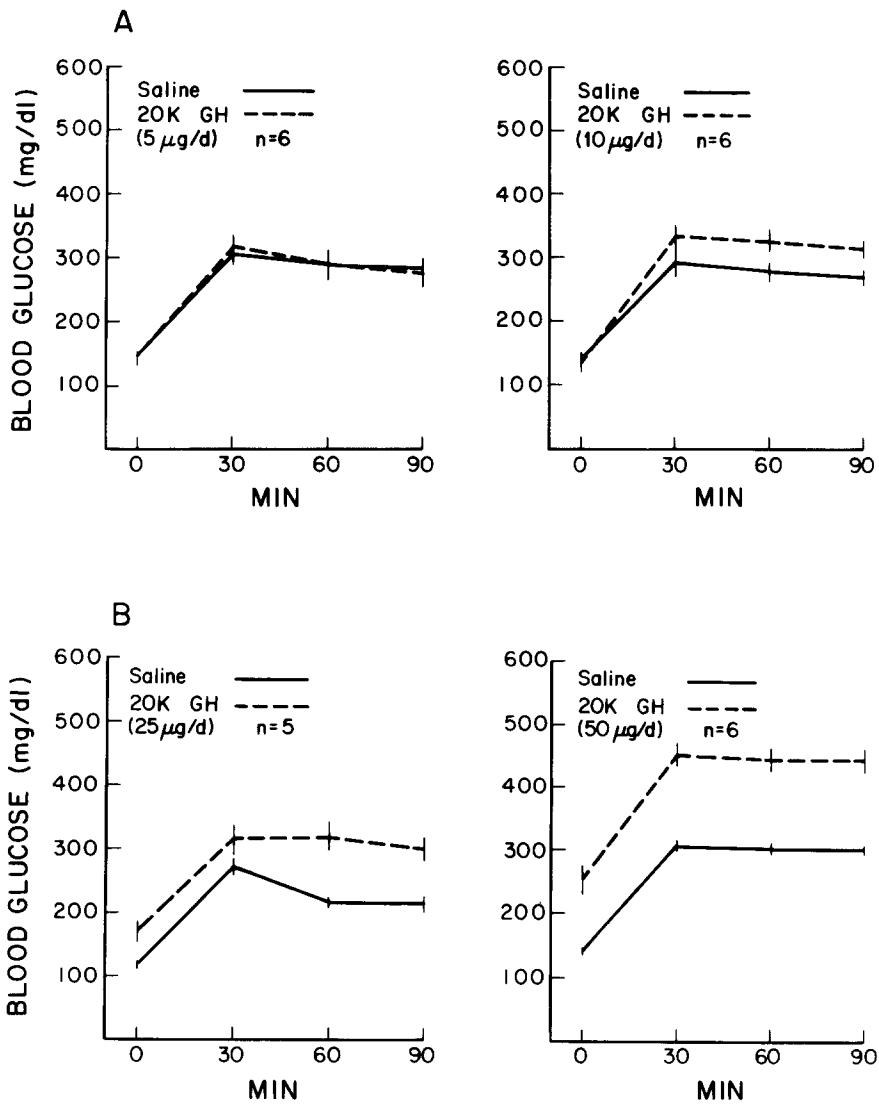 A
BLOOD GLUCOSE (mg/dl)
600
500
400
300
200
100
Saline
20K GH
(5 μg/d) n=6
0 30 60 90
MIN
600
500
400
300
200
100
Saline
20K GH
(10 μg/d) n=6
0 30 60 90
MIN
B
BLOOD GLUCOSE (mg/dl)
600
500
400
300
200
100
Saline
20K GH
(25 μg/d) n=5
0 30 60 90
MIN
600
500
400
300
200
100
Saline
20K GH
(50 μg/d) n=6
0 30 60 90
MIN